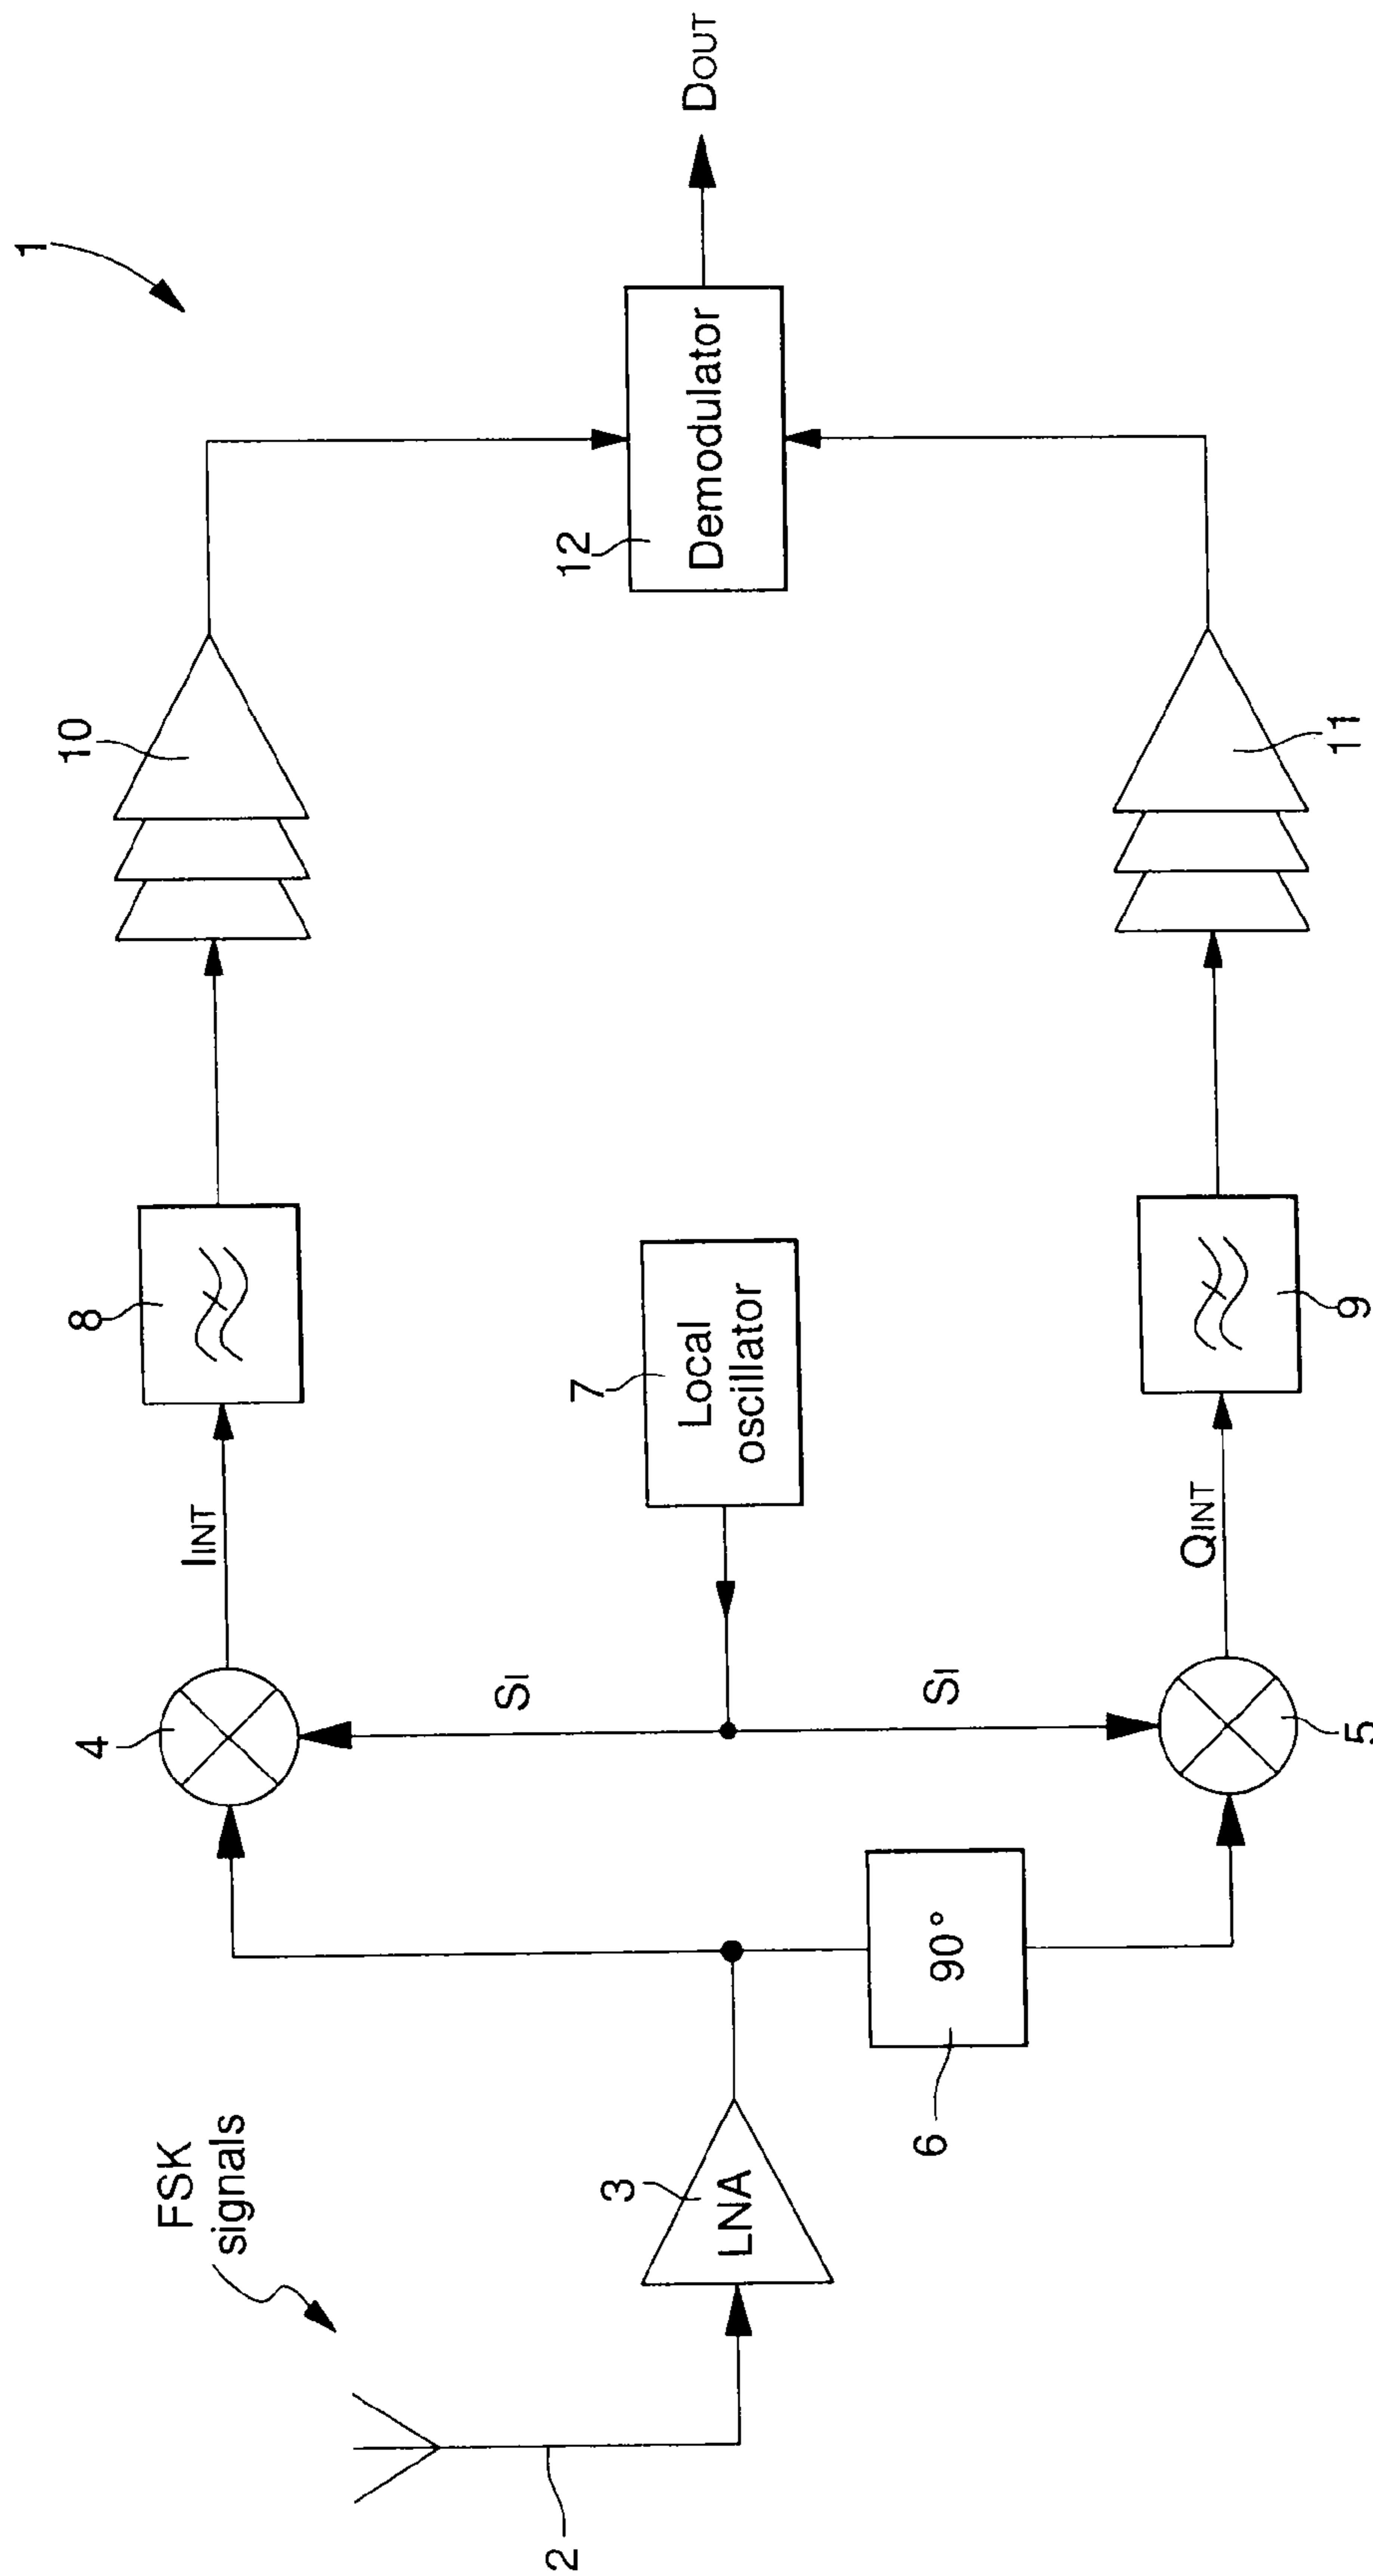 1
FSK
signals
2
3
LNA
4
5
90°
6
SI
SI
7
Local
oscillator
IINT
QINT
8
9
10
11
12
Demodulator
DOUT